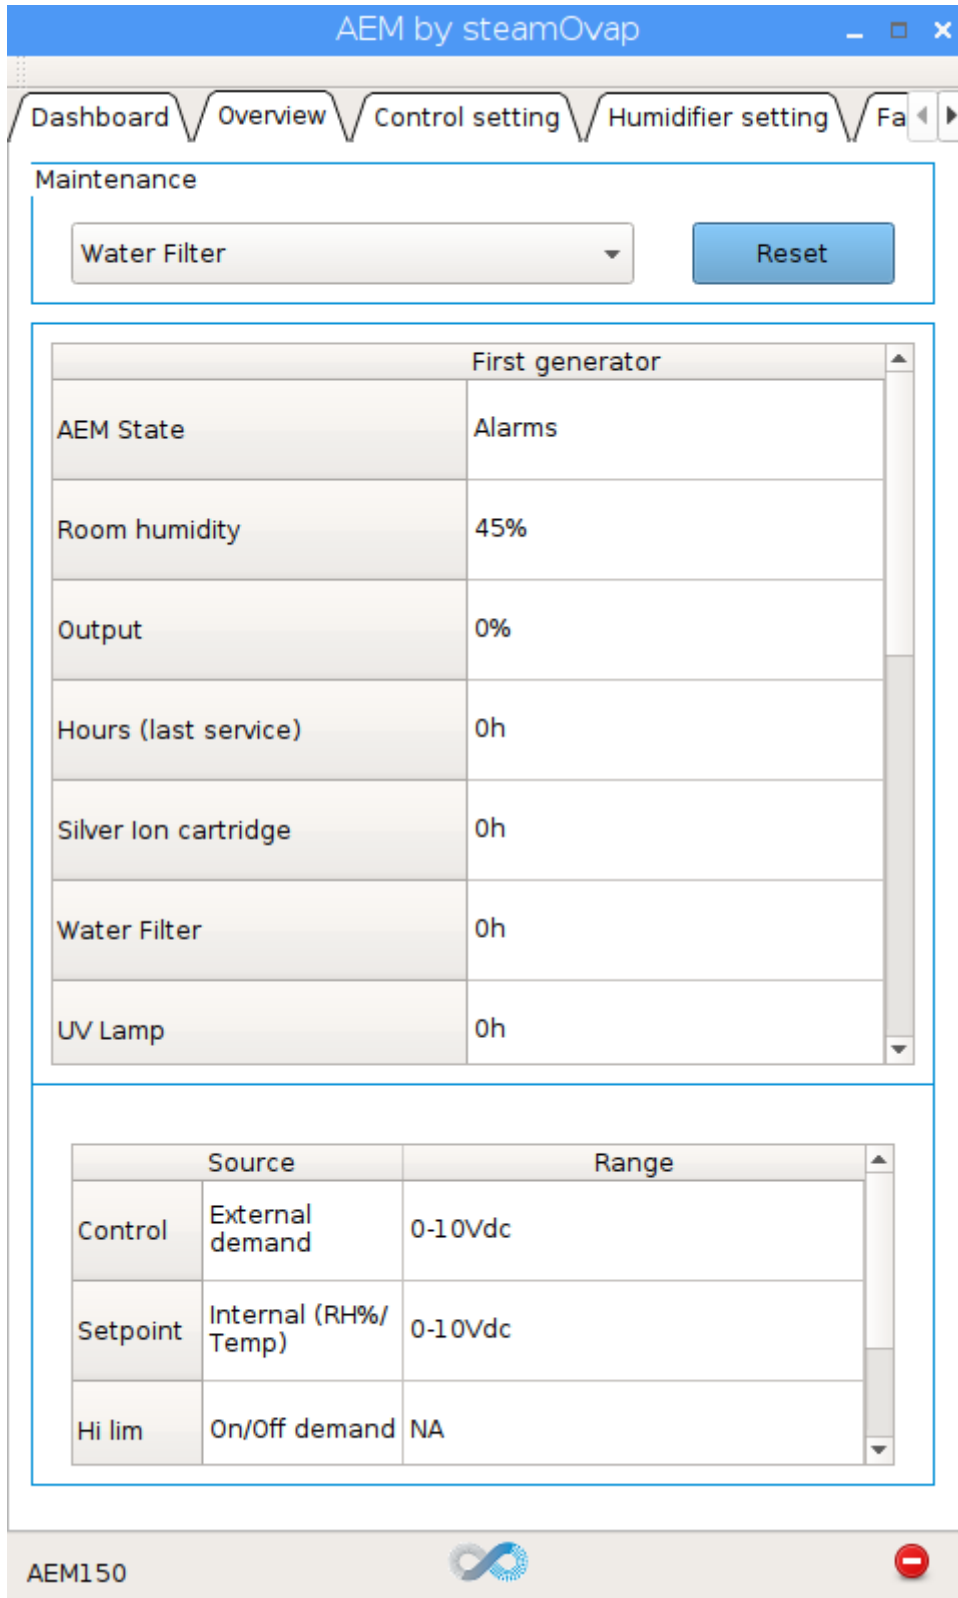 AEM by steamOvap
Dashboard
Overview
Control setting
Humidifier setting
Fa
Maintenance
Water Filter
Reset
First generator
AEM State
Alarms
Room humidity
45%
Output
0%
Hours (last service)
0h
Silver Ion cartridge
0h
Water Filter
0h
UV Lamp
0h
Source
Range
Control
External
demand
0-10Vdc
Setpoint
Internal (RH%/
Temp)
0-10Vdc
Hi lim
On/Off demand
NA
AEM150